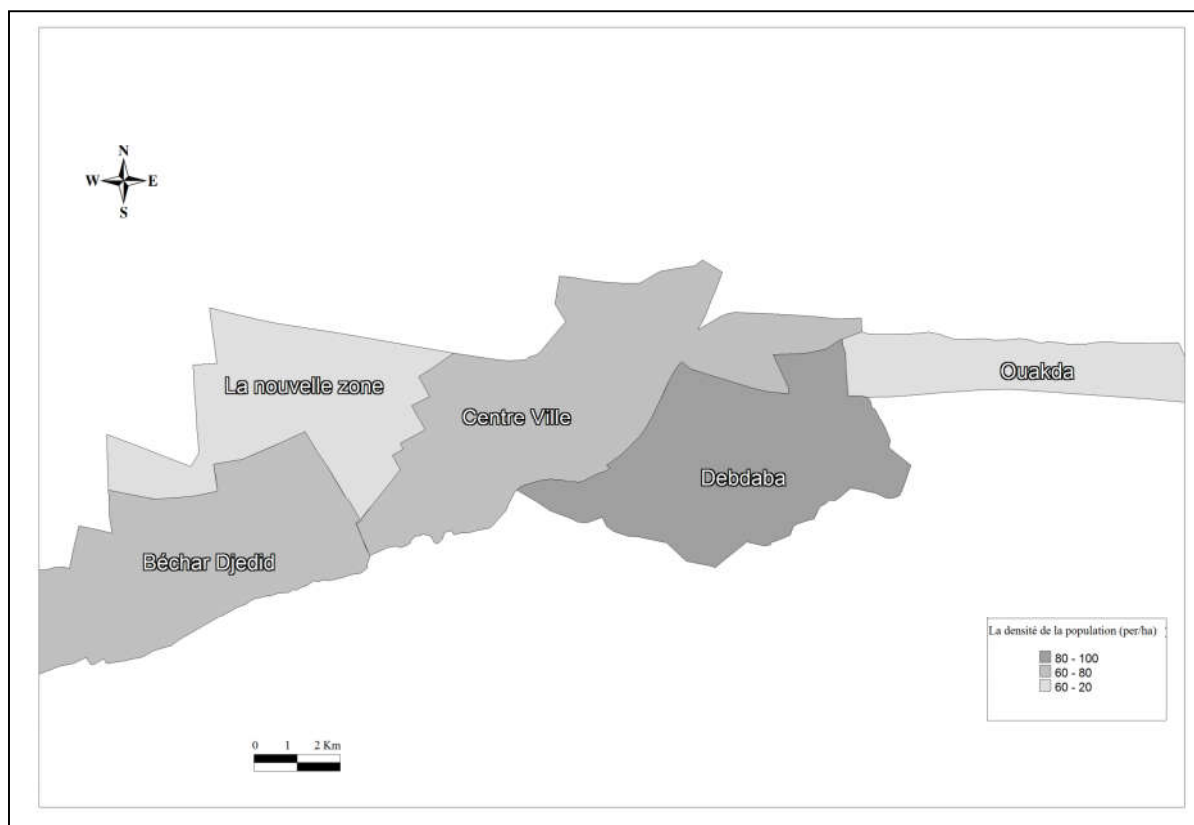 N
W E
S
La nouvelle zone
Ouakda
Centre Ville
Debdaba
Béchar Djedid
La densité de la population (per/ha)
80 - 100
60 - 80
60 - 20
0 1 2 Km